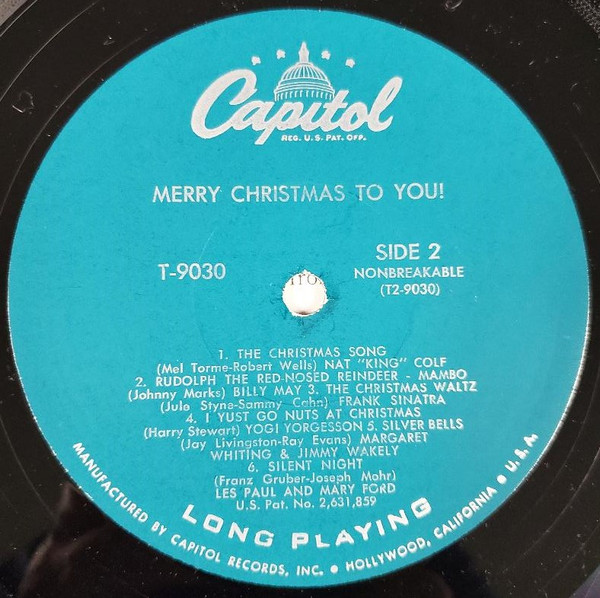 Capitol
REG. U.S. PAT. OFF.
MERRY CHRISTMAS TO YOU!
T-9030
SIDE 2
NONBREAKABLE
(T2-9030)
1. THE CHRISTMAS SONG
(Mel Torme-Robert Wells) NAT "KING" COLE
2. RUDOLPH THE RED-NOSED REINDEER - MAMBO
(Johnny Marks) BILLY MAY 3. THE CHRISTMAS WALTZ
(Jule Styne-Sammy Cahn) FRANK SINATRA
4. I YUST GO NUTS AT CHRISTMAS
(Harry Stewart) YOGI YORGESSON 5. SILVER BELLS
(Jay Livingston-Ray Evans) MARGARET
WHITING & JIMMY WAKELY
6. SILENT NIGHT
(Franz Gruber-Joseph Mohr)
LES PAUL AND MARY FORD
U.S. Pat. No. 2,631,859
LONG PLAYING
MANUFACTURED BY CAPITOL RECORDS, INC. • HOLLYWOOD, CALIFORNIA • U.S.A.